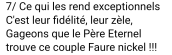 7/ Ce qui les rend exceptionnels
C'est leur fidélité, leur zèle,
Gageons que le Père Eternel
trouve ce couple Faure nickel !!!